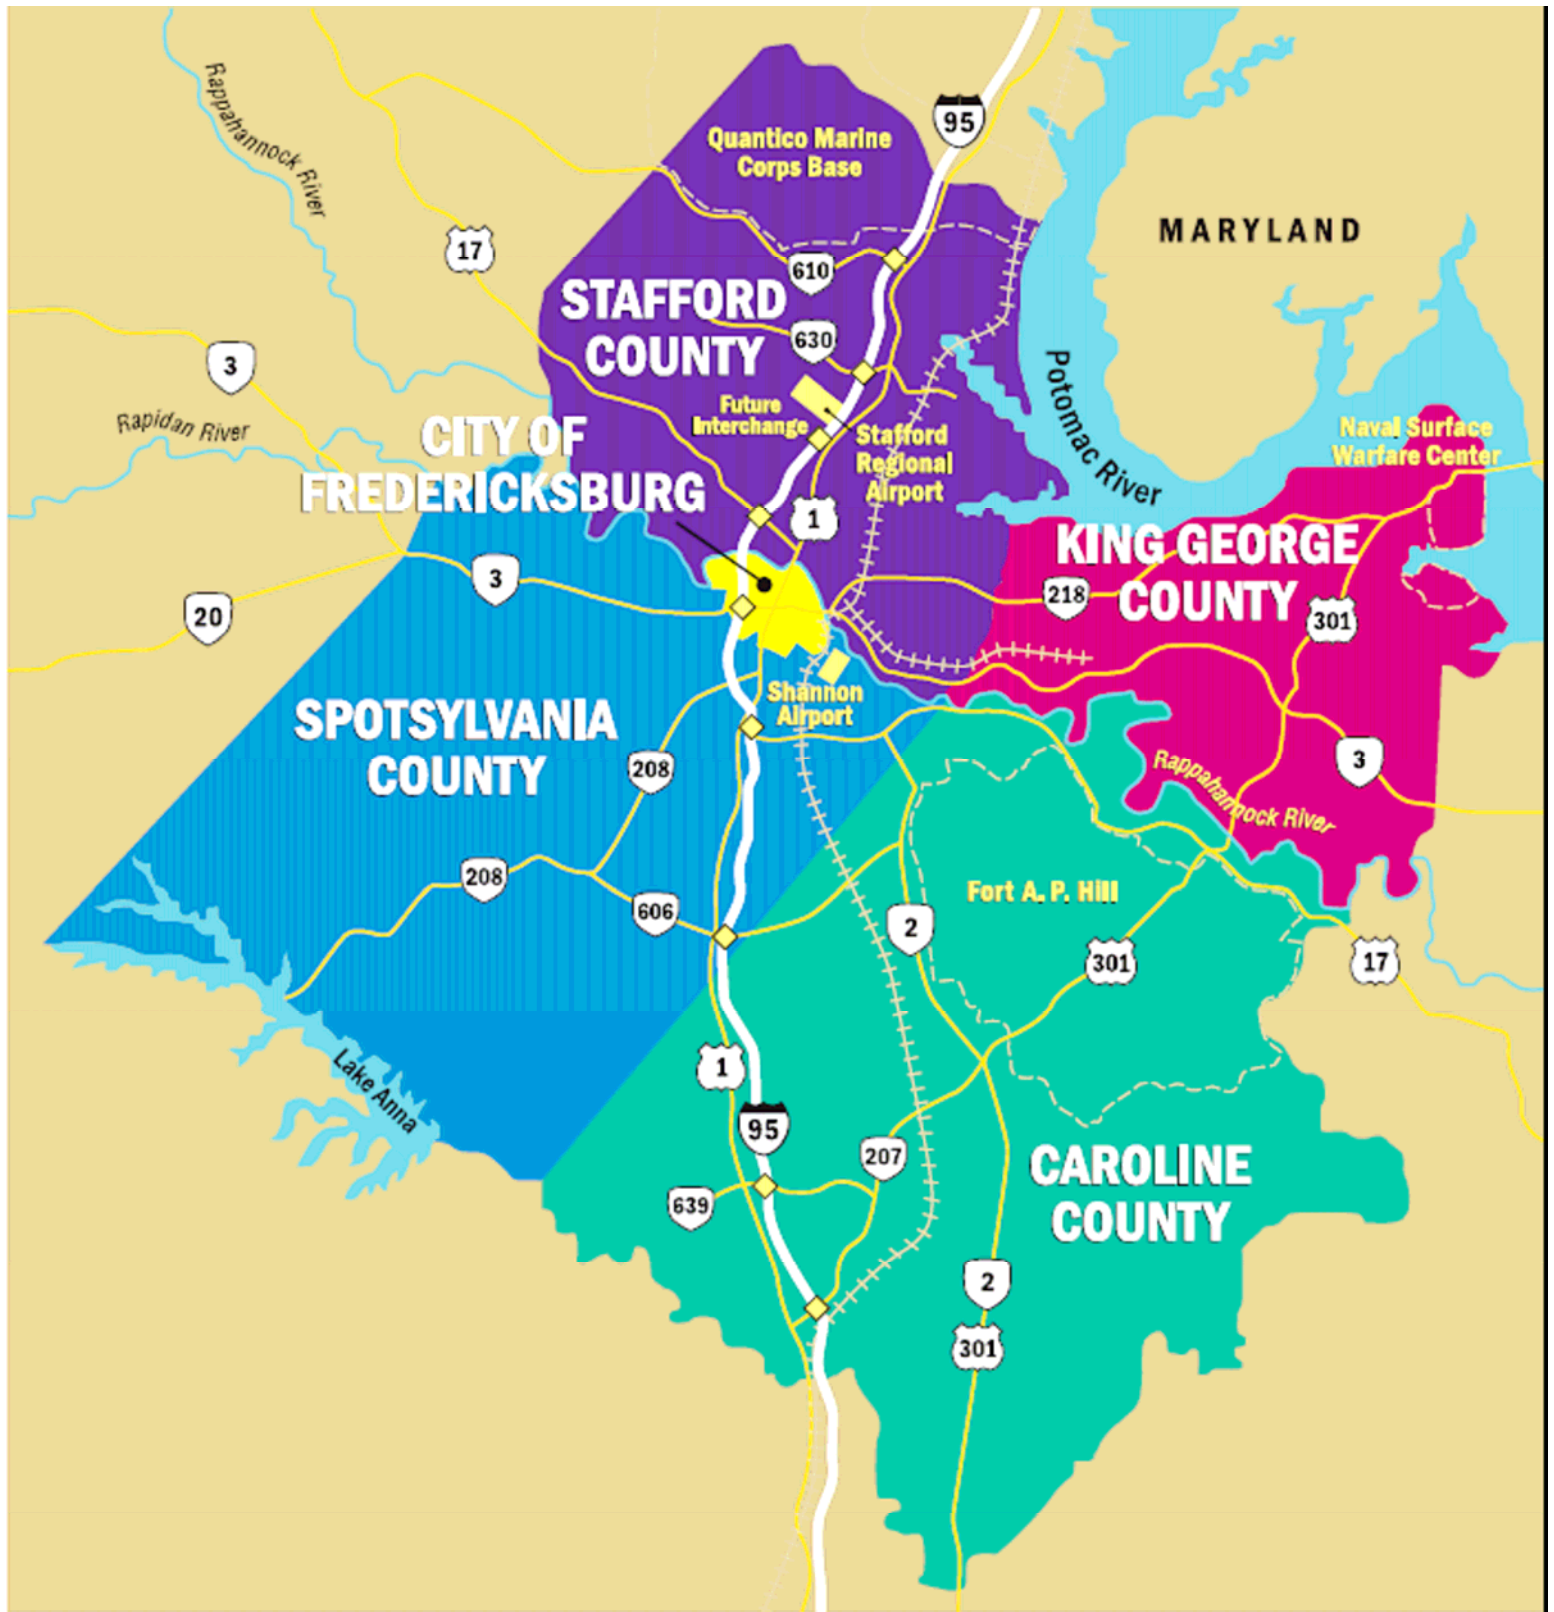 95
Rappahannock River
Quantico Marine
Corps Base
MARYLAND
17
610
STAFFORD
COUNTY
630
3
Potomac River
Future
Interchange
Rapidan River
CITY OF
FREDERICKSBURG
Stafford
Regional
Airport
Naval Surface
Warfare Center
1
KING GEORGE
COUNTY
3
218
301
20
Shannon
Airport
SPOTSYLVANIA
COUNTY
208
3
Rappahannock River
208
606
Fort A. P. Hill
2
301
17
Lake Anna
1
95
207
639
CAROLINE
COUNTY
2
301